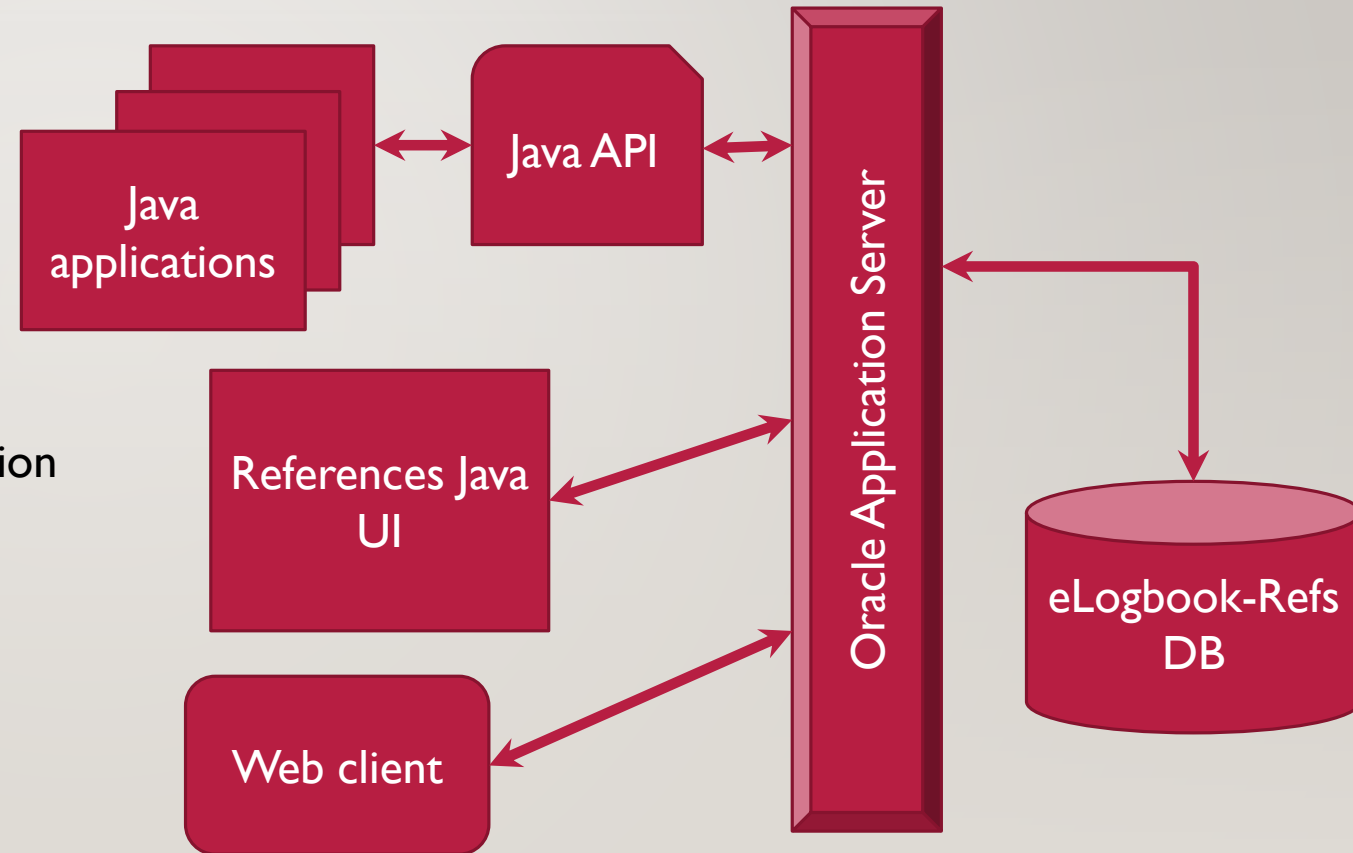 Java
applications
Java API
Oracle Application Server
ion
References Java
UI
eLogbook-Refs
DB
Web client